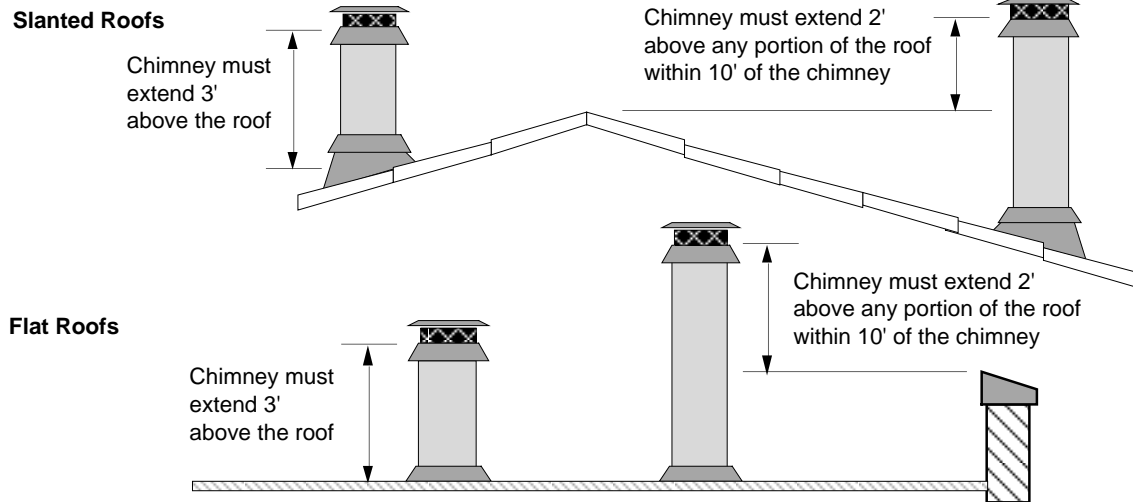 Slanted Roofs
Chimney must
extend 3'
above the roof
Chimney must extend 2'
above any portion of the roof
within 10' of the chimney
Flat Roofs
Chimney must
extend 3'
above the roof
Chimney must extend 2'
above any portion of the roof
within 10' of the chimney